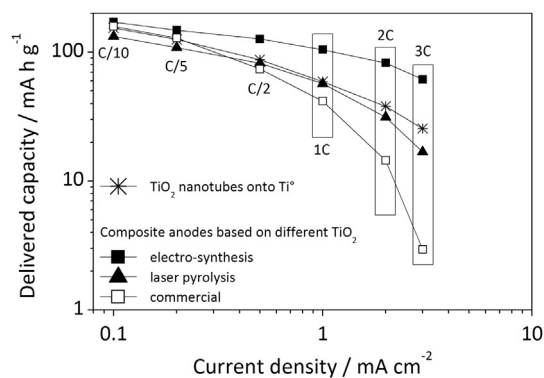 Delivered capacity / mA h g⁻¹
100
10
1
C/10
C/5
C/2
1C
2C
3C
TiO₂ nanotubes onto Ti°
Composite anodes based on different TiO₂
electro-synthesis
laser pyrolysis
commercial
0.1
1
10
Current density / mA cm⁻²